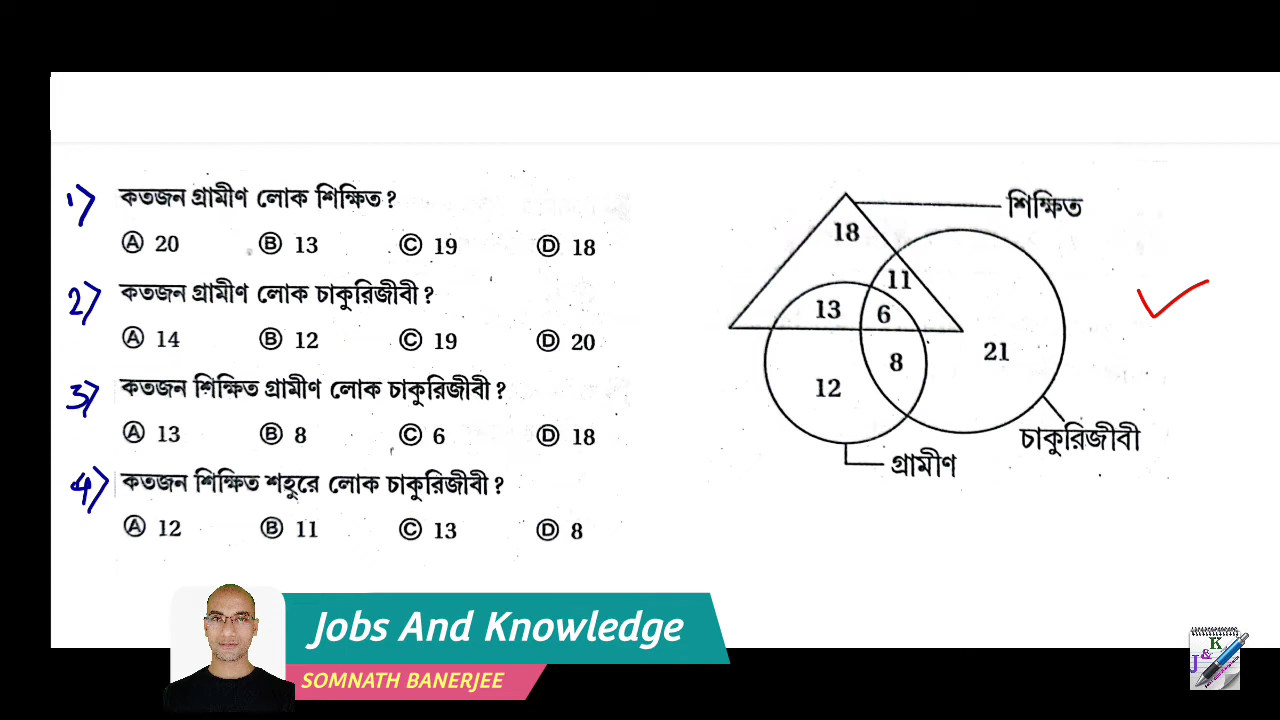 1) কতজন গ্রামীণ লোক শিক্ষিত?
Ⓐ 20 Ⓑ 13 Ⓒ 19 Ⓓ 18
2) কতজন গ্রামীণ লোক চাকুরিজীবী?
Ⓐ 14 Ⓑ 12 Ⓒ 19 Ⓓ 20
3) কতজন শিক্ষিত গ্রামীণ লোক চাকুরিজীবী?
Ⓐ 13 Ⓑ 8 Ⓒ 6 Ⓓ 18
4) কতজন শিক্ষিত শহুরে লোক চাকুরিজীবী?
Ⓐ 12 Ⓑ 11 Ⓒ 13 Ⓓ 8
শিক্ষিত
18
11
13 6
8 21
12
চাকুরিজীবী
গ্রামীণ
Jobs And Knowledge
SOMNATH BANERJEE
J & K